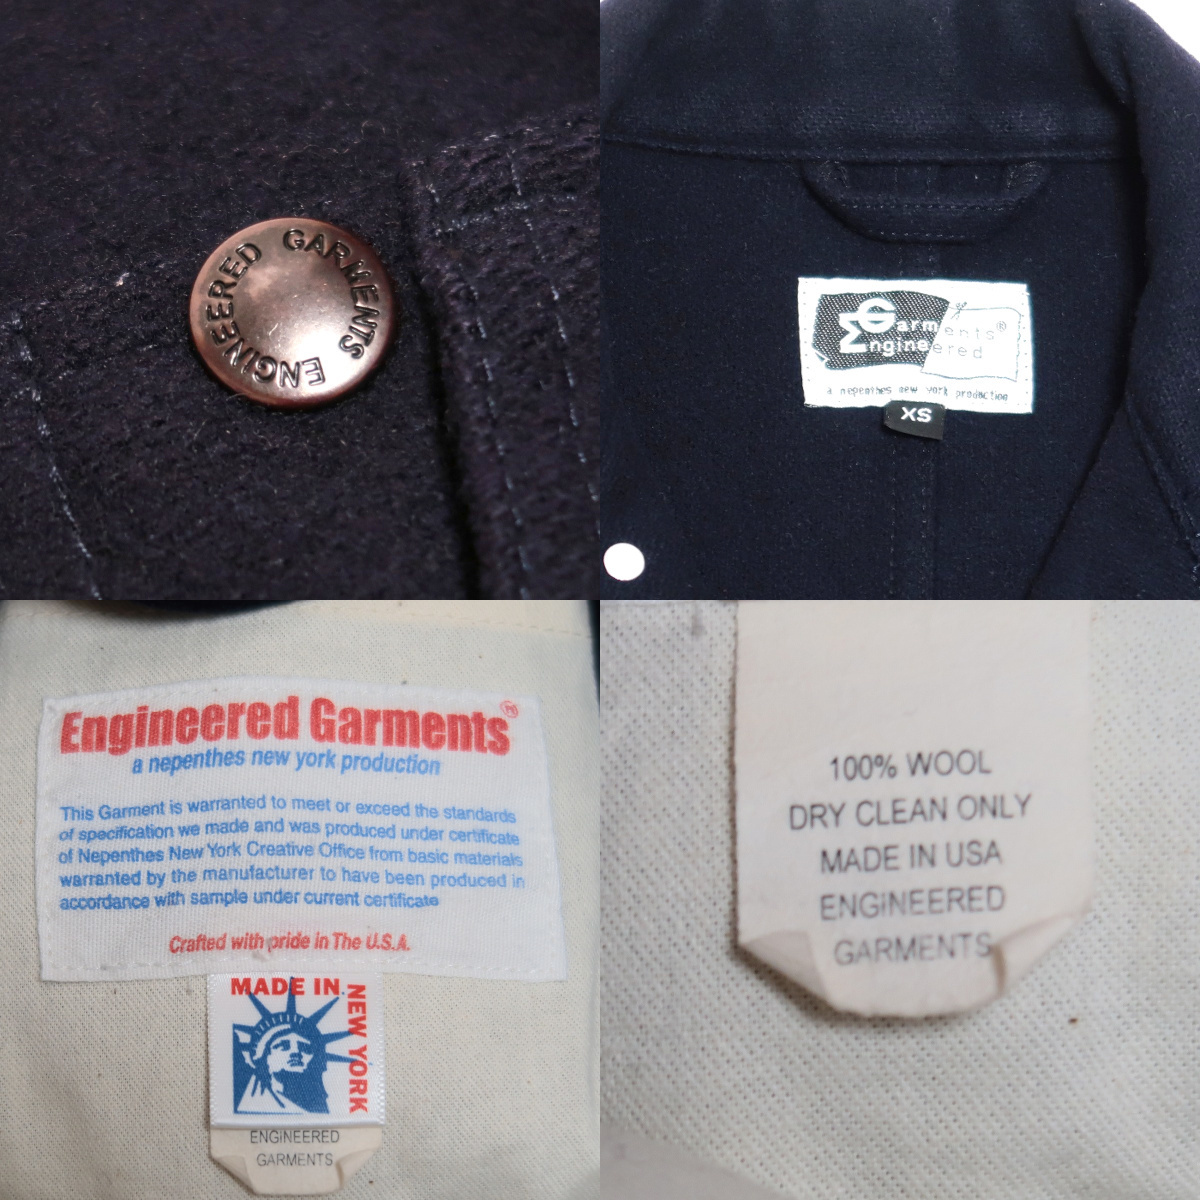 ENGINEERED GARMENTS
Garments®
Engineered
a nepenthes new york production
XS
Engineered Garments®
a nepenthes new york production
This Garment is warranted to meet or exceed the standards
of specification we made and was produced under certificate
of Nepenthes New York Creative Office from basic materials
warranted by the manufacturer to have been produced in
accordance with sample under current certificate
Crafted with pride in The U.S.A.
MADE IN
NEW YORK
ENGINEERED
GARMENTS
100% WOOL
DRY CLEAN ONLY
MADE IN USA
ENGINEERED
GARMENTS